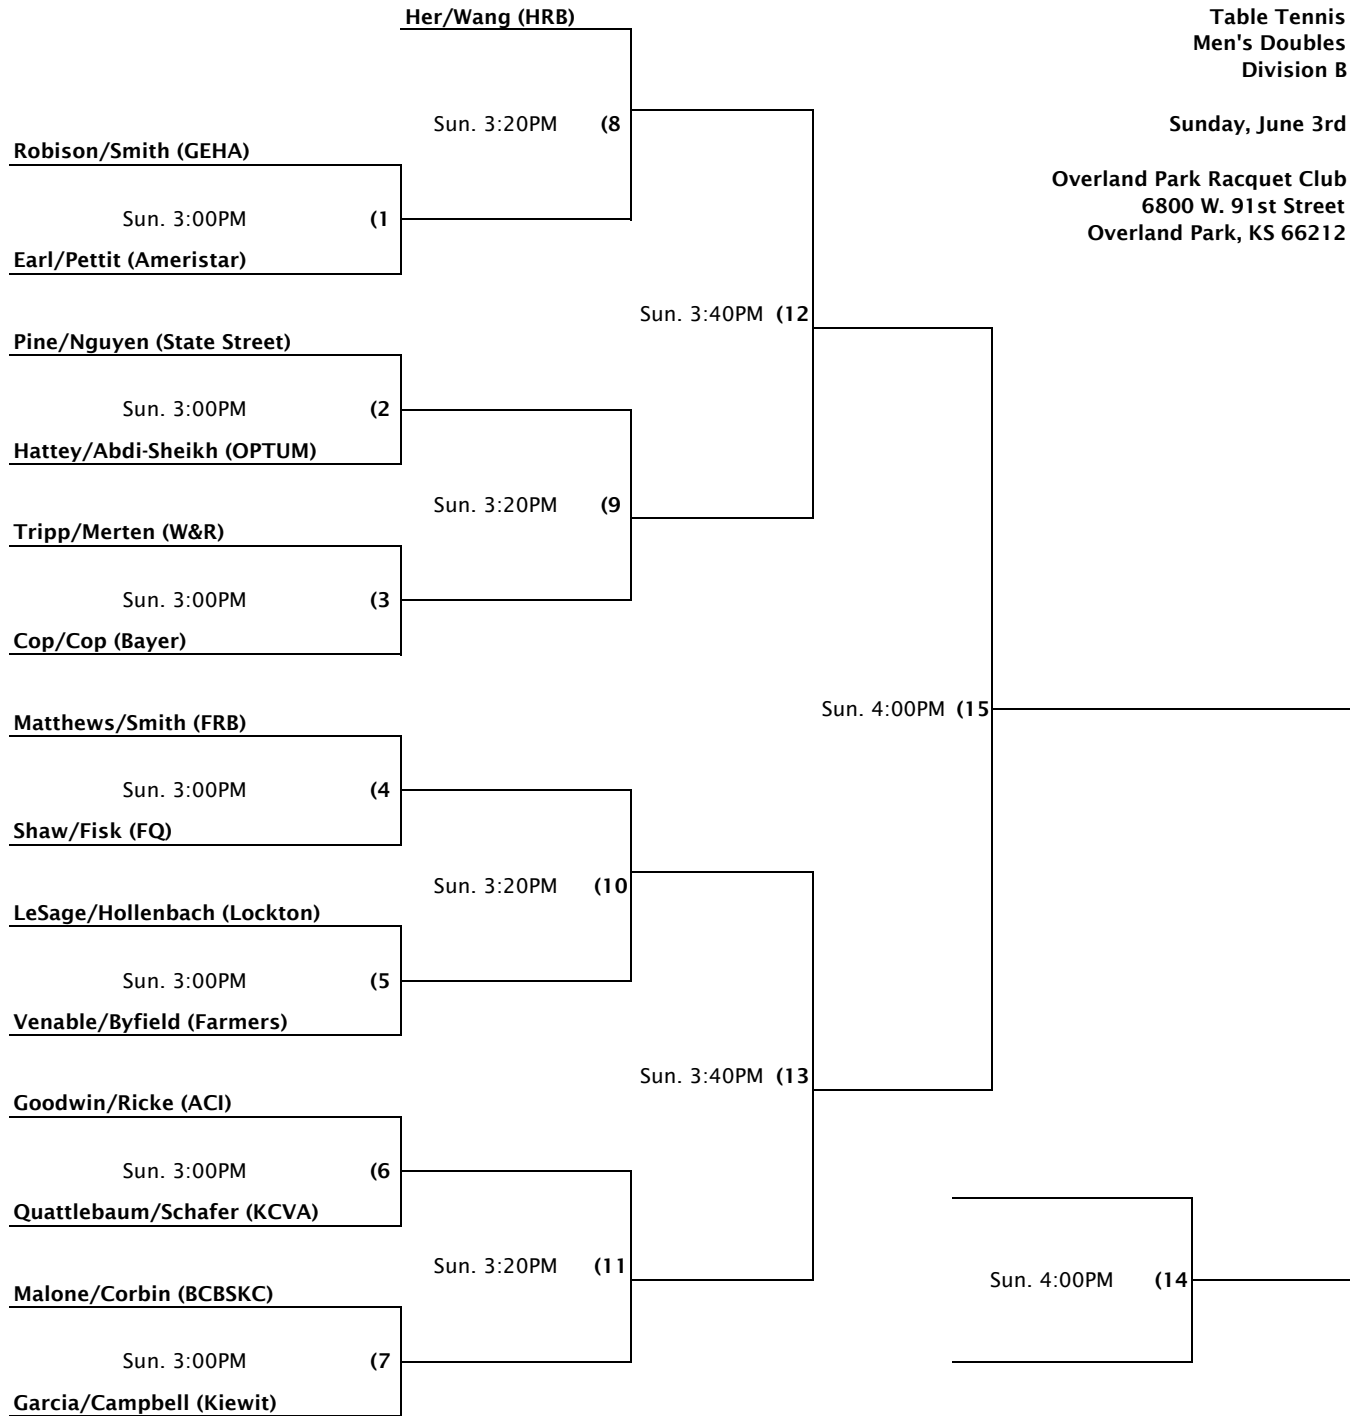 Her/Wang (HRB)
Table Tennis
Men's Doubles
Division B
Sun. 3:20PM (8
Sunday, June 3rd
Robison/Smith (GEHA)
Overland Park Racquet Club
6800 W. 91st Street
Overland Park, KS 66212
Sun. 3:00PM (1
Earl/Pettit (Ameristar)
Sun. 3:40PM (12
Pine/Nguyen (State Street)
Sun. 3:00PM (2
Hattey/Abdi-Sheikh (OPTUM)
Sun. 3:20PM (9
Tripp/Merten (W&R)
Sun. 3:00PM (3
Cop/Cop (Bayer)
Sun. 4:00PM (15
Matthews/Smith (FRB)
Sun. 3:00PM (4
Shaw/Fisk (FQ)
Sun. 3:20PM (10
LeSage/Hollenbach (Lockton)
Sun. 3:00PM (5
Venable/Byfield (Farmers)
Sun. 3:40PM (13
Goodwin/Ricke (ACI)
Sun. 3:00PM (6
Quattlebaum/Schafer (KCVA)
Sun. 3:20PM (11
Sun. 4:00PM (14
Malone/Corbin (BCBSKC)
Sun. 3:00PM (7
Garcia/Campbell (Kiewit)